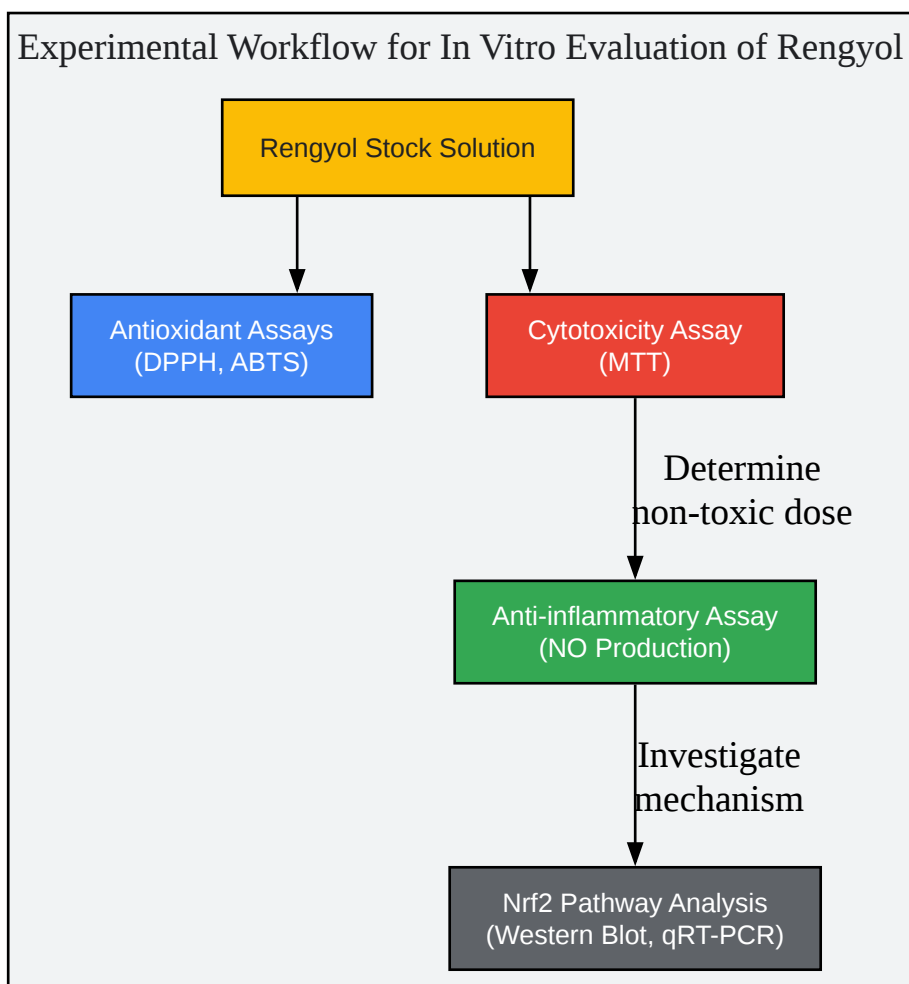 Experimental Workflow for In Vitro Evaluation of Rengyol
Rengyol Stock Solution
Antioxidant Assays
(DPPH, ABTS)
Cytotoxicity Assay
(MTT)
Determine
non-toxic dose
Anti-inflammatory Assay
(NO Production)
Investigate
mechanism
Nrf2 Pathway Analysis
(Western Blot, qRT-PCR)